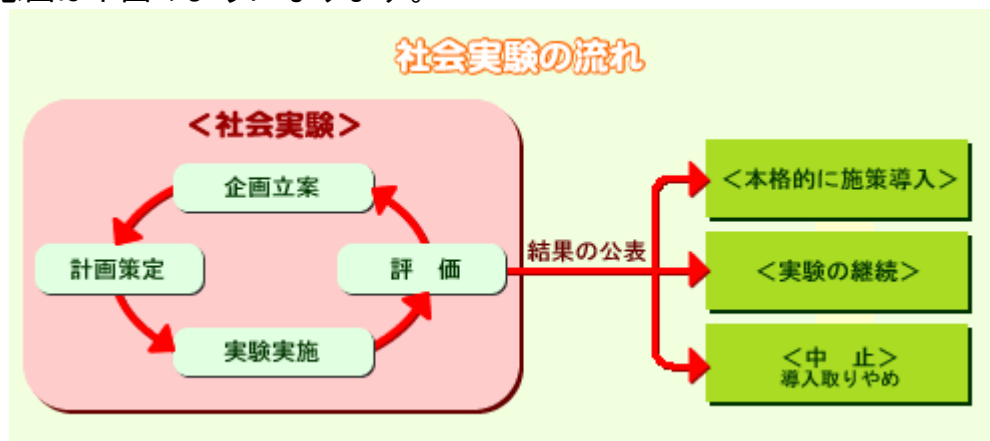 社会実験の流れ
＜社会実験＞
企画立案
計画策定
評　価
実験実施
結果の公表
＜本格的に施策導入＞
＜実験の継続＞
＜中　止＞
導入取りやめ